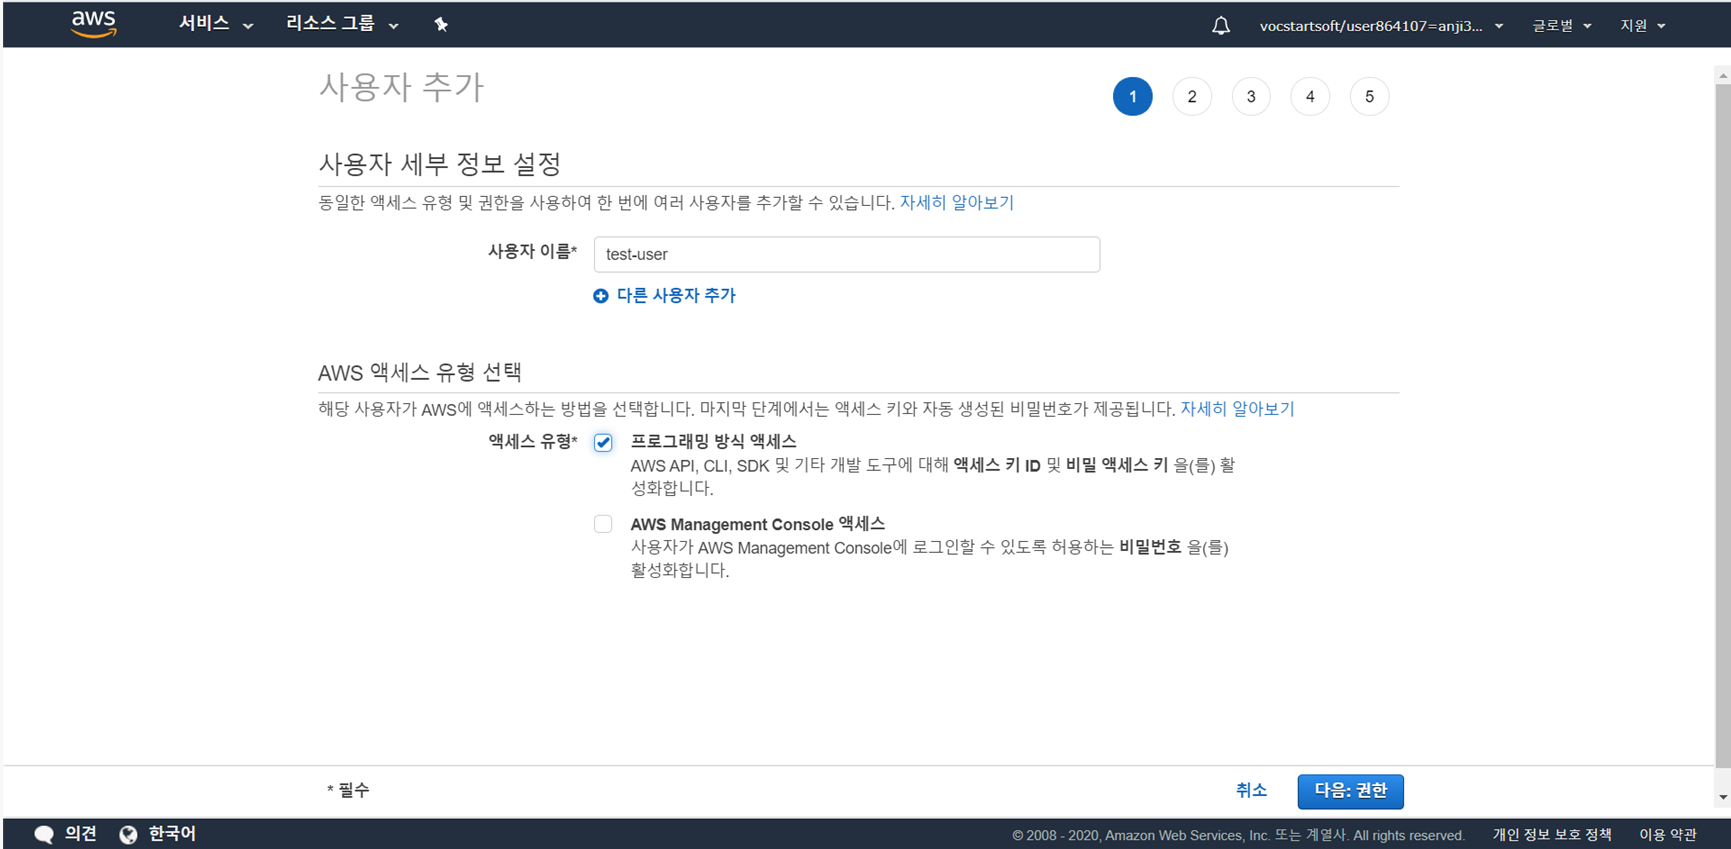 aws 서비스 리소스 그룹 vocstartsoft/user864107=anji3... 글로벌 지원
사용자 추가
1 2 3 4 5
사용자 세부 정보 설정
동일한 액세스 유형 및 권한을 사용하여 한 번에 여러 사용자를 추가할 수 있습니다. 자세히 알아보기
사용자 이름* test-user
다른 사용자 추가
AWS 액세스 유형 선택
해당 사용자가 AWS에 액세스하는 방법을 선택합니다. 마지막 단계에서는 액세스 키와 자동 생성된 비밀번호가 제공됩니다. 자세히 알아보기
액세스 유형* 프로그래밍 방식 액세스
AWS API, CLI, SDK 및 기타 개발 도구에 대해 액세스 키 ID 및 비밀 액세스 키 을(를) 활
성화합니다.
AWS Management Console 액세스
사용자가 AWS Management Console에 로그인할 수 있도록 허용하는 비밀번호 을(를)
활성화합니다.
* 필수 취소 다음: 권한
의견 한국어 © 2008 - 2020, Amazon Web Services, Inc. 또는 계열사. All rights reserved. 개인 정보 보호 정책 이용 약관